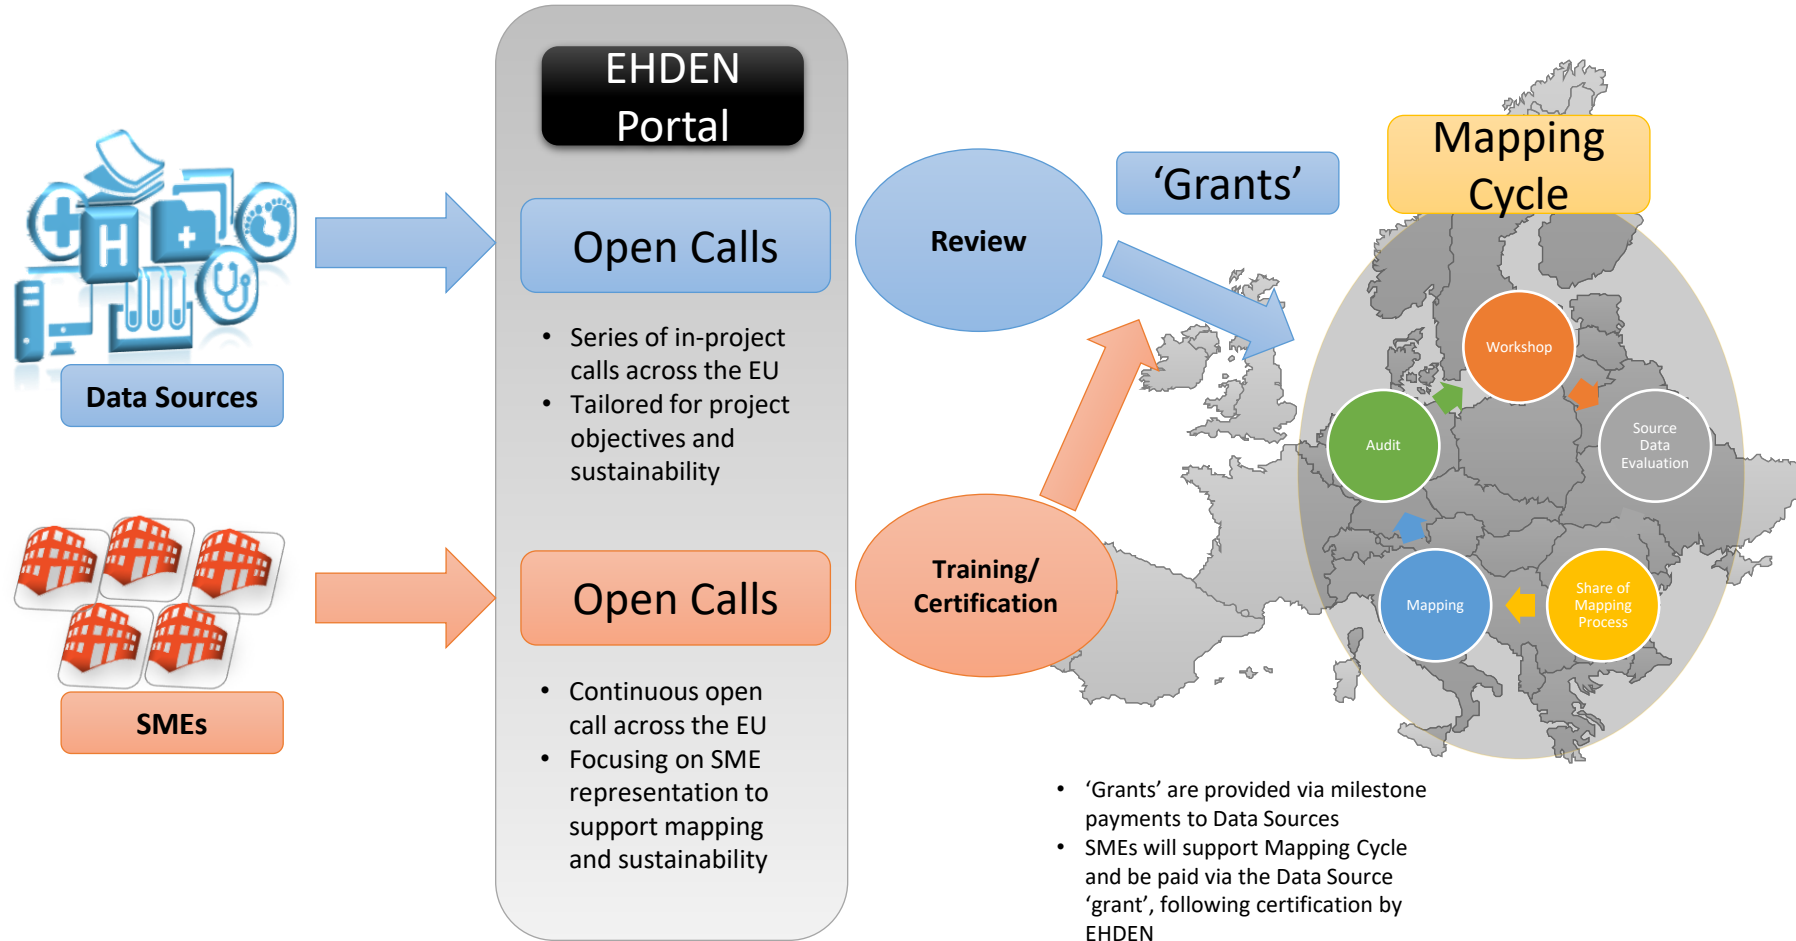 EHDEN
Portal
Data Sources
Open Calls
• Series of in-project
calls across the EU
• Tailored for project
objectives and
sustainability
SMEs
Open Calls
• Continuous open
call across the EU
• Focusing on SME
representation to
support mapping
and sustainability
Review
Training/
Certification
‘Grants’
Mapping
Cycle
Workshop
Source
Data
Evaluation
Share of
Mapping
Process
Mapping
Audit
• ‘Grants’ are provided via milestone
payments to Data Sources
• SMEs will support Mapping Cycle
and be paid via the Data Source
‘grant’, following certification by
EHDEN
H